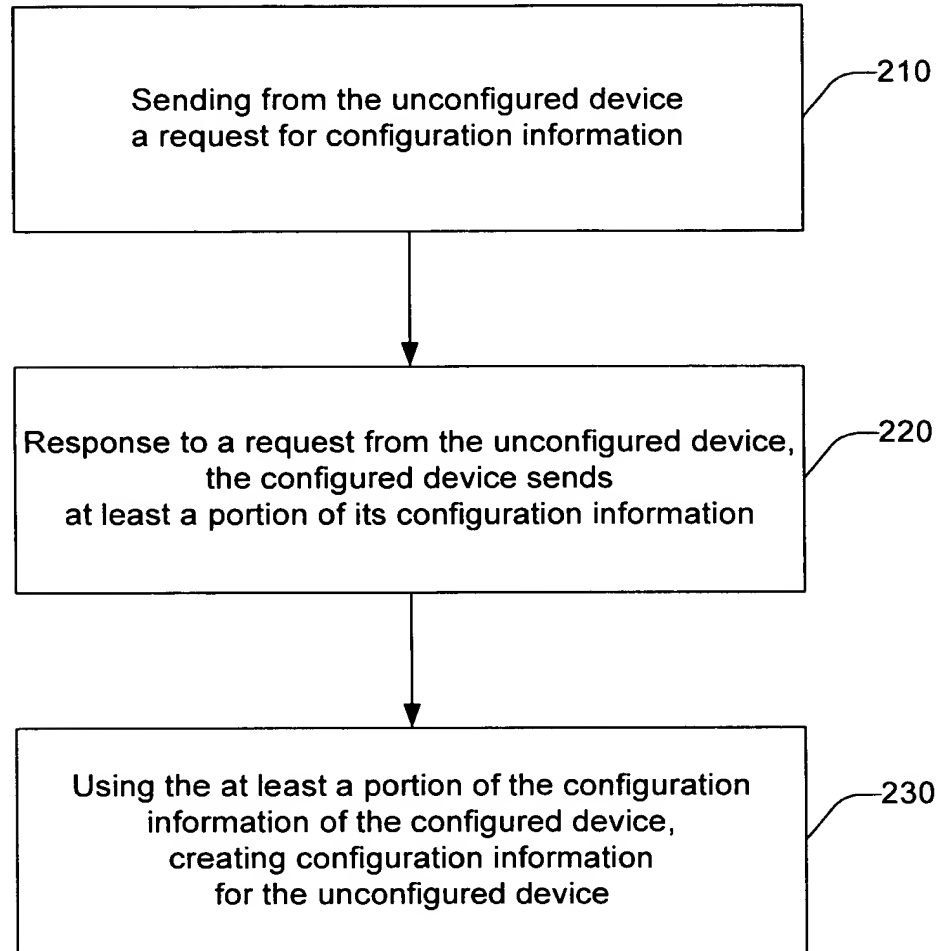 Sending from the unconfigured device
a request for configuration information
210
Response to a request from the unconfigured device,
the configured device sends
at least a portion of its configuration information
220
Using the at least a portion of the configuration
information of the configured device,
creating configuration information
for the unconfigured device
230